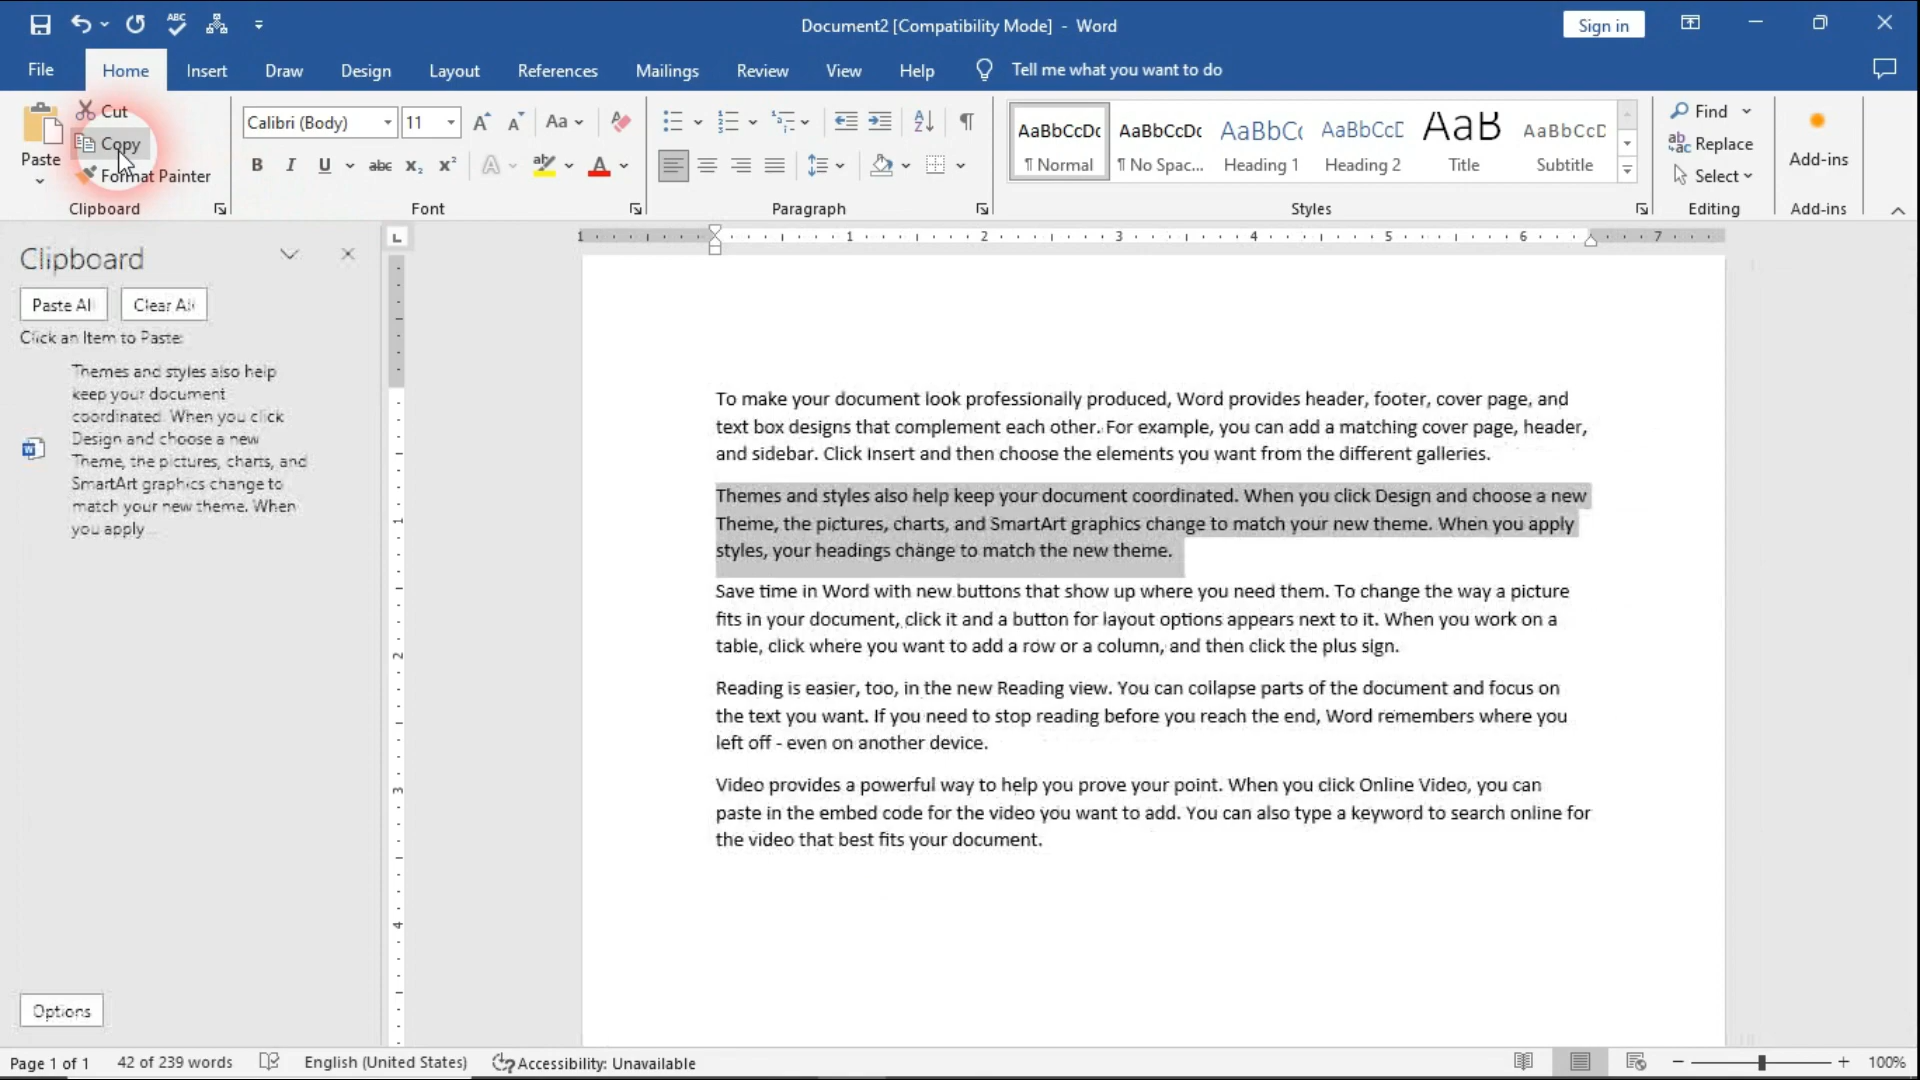 Document2 [Compatibility Mode] - Word
Sign in
File Home Insert Draw Design Layout References Mailings Review View Help Tell me what you want to do
Paste
Cut
Copy
Format Painter
Clipboard
Calibri (Body) 11
Font
Paragraph
AaBbCcDc AaBbCcDc AaBbCc AaBbCcD AaB AaBbCcD
¶ Normal ¶ No Spac... Heading 1 Heading 2 Title Subtitle
Styles
Find
Replace
Select
Editing
Add-ins
Add-ins
Clipboard
Paste All Clear All
Click an Item to Paste:
Themes and styles also help
keep your document
coordinated. When you click
Design and choose a new
Theme, the pictures, charts, and
SmartArt graphics change to
match your new theme. When
you apply
Options
1 1 2 3 4 5 6 7
1
2
3
4
To make your document look professionally produced, Word provides header, footer, cover page, and
text box designs that complement each other. For example, you can add a matching cover page, header,
and sidebar. Click Insert and then choose the elements you want from the different galleries.
Themes and styles also help keep your document coordinated. When you click Design and choose a new
Theme, the pictures, charts, and SmartArt graphics change to match your new theme. When you apply
styles, your headings change to match the new theme.
Save time in Word with new buttons that show up where you need them. To change the way a picture
fits in your document, click it and a button for layout options appears next to it. When you work on a
table, click where you want to add a row or a column, and then click the plus sign.
Reading is easier, too, in the new Reading view. You can collapse parts of the document and focus on
the text you want. If you need to stop reading before you reach the end, Word remembers where you
left off - even on another device.
Video provides a powerful way to help you prove your point. When you click Online Video, you can
paste in the embed code for the video you want to add. You can also type a keyword to search online for
the video that best fits your document.
Page 1 of 1 42 of 239 words English (United States) Accessibility: Unavailable 100%